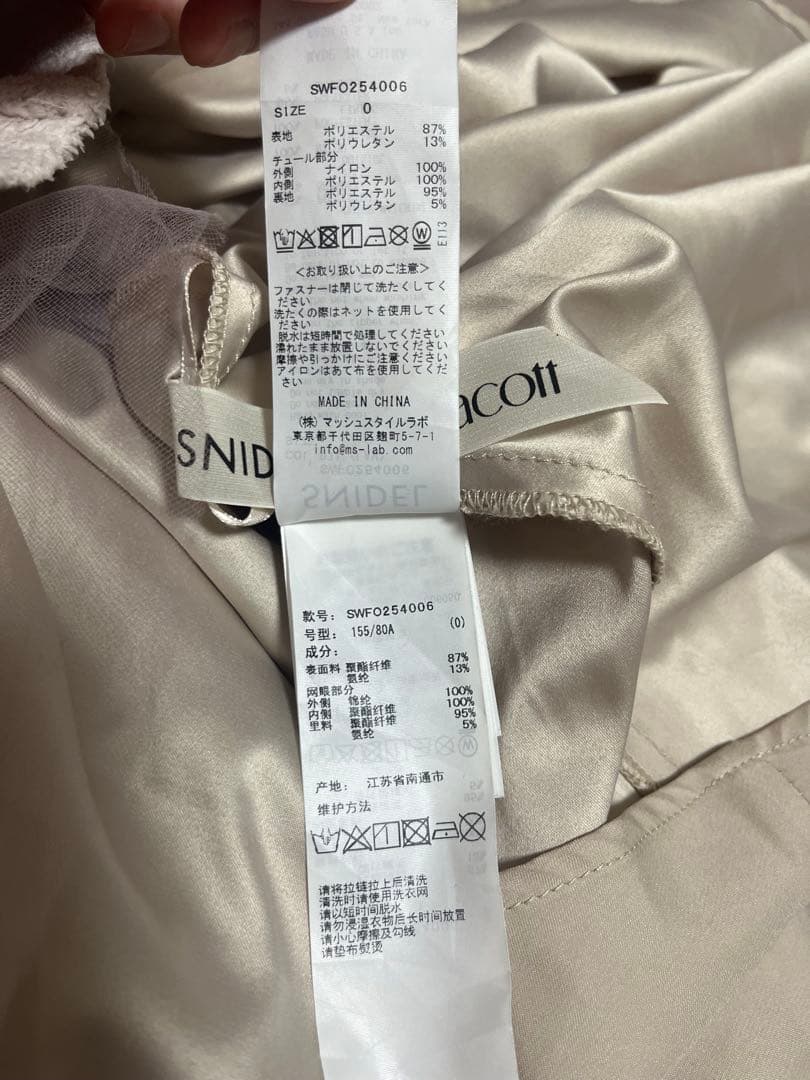 SWFO254006
SIZE 0
表地 ポリエステル 87%
ポリウレタン 13%
チュール部分
外側 ナイロン 100%
内側 ポリエステル 100%
裏地 ポリエステル 95%
ポリウレタン 5%
E113
<お取り扱い上のご注意>
ファスナーは閉じて洗たくしてく
ださい
洗たくの際はネットを使用してく
ださい
脱水は短時間で処理してください
濡れたまま放置しないでください
摩擦や引っかけにご注意ください
アイロンはあて布を使用してくだ
さい
MADE IN CHINA
(株)マッシュスタイルラボ
東京都千代田区麹町5-7-1
info@ms-lab.com
SNID
acott
SNIDEL
款号: SWFO254006
号型: 155/80A (0)
成分:
表面料 聚酯纤维 87%
氨纶 13%
网眼部分
外侧 锦纶 100%
内侧 聚酯纤维 100%
里料 聚酯纤维 95%
氨纶 5%
产地: 江苏省南通市
维护方法
请将拉链拉上后清洗
清洗时请使用洗衣网
请以短时间脱水
请勿浸湿衣物后长时间放置
请小心摩擦及勾线
请垫布熨烫